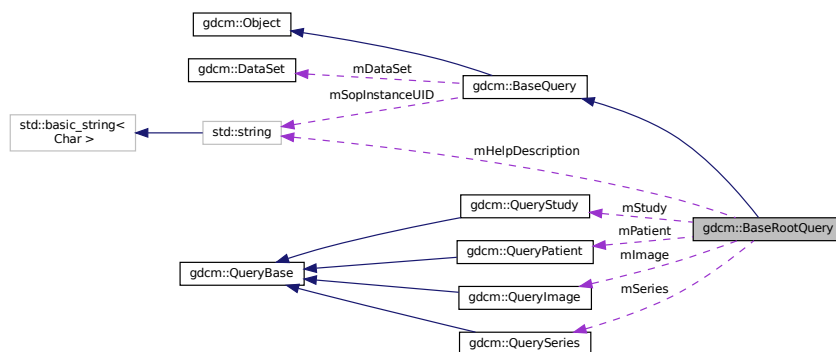 gdcm::Object
gdcm::DataSet
mDataSet
gdcm::BaseQuery
mSopInstanceUID
std::basic_string<
Char >
std::string
mHelpDescription
gdcm::QueryStudy
mStudy
gdcm::BaseRootQuery
mPatient
gdcm::QueryPatient
mImage
gdcm::QueryBase
gdcm::QueryImage
mSeries
gdcm::QuerySeries